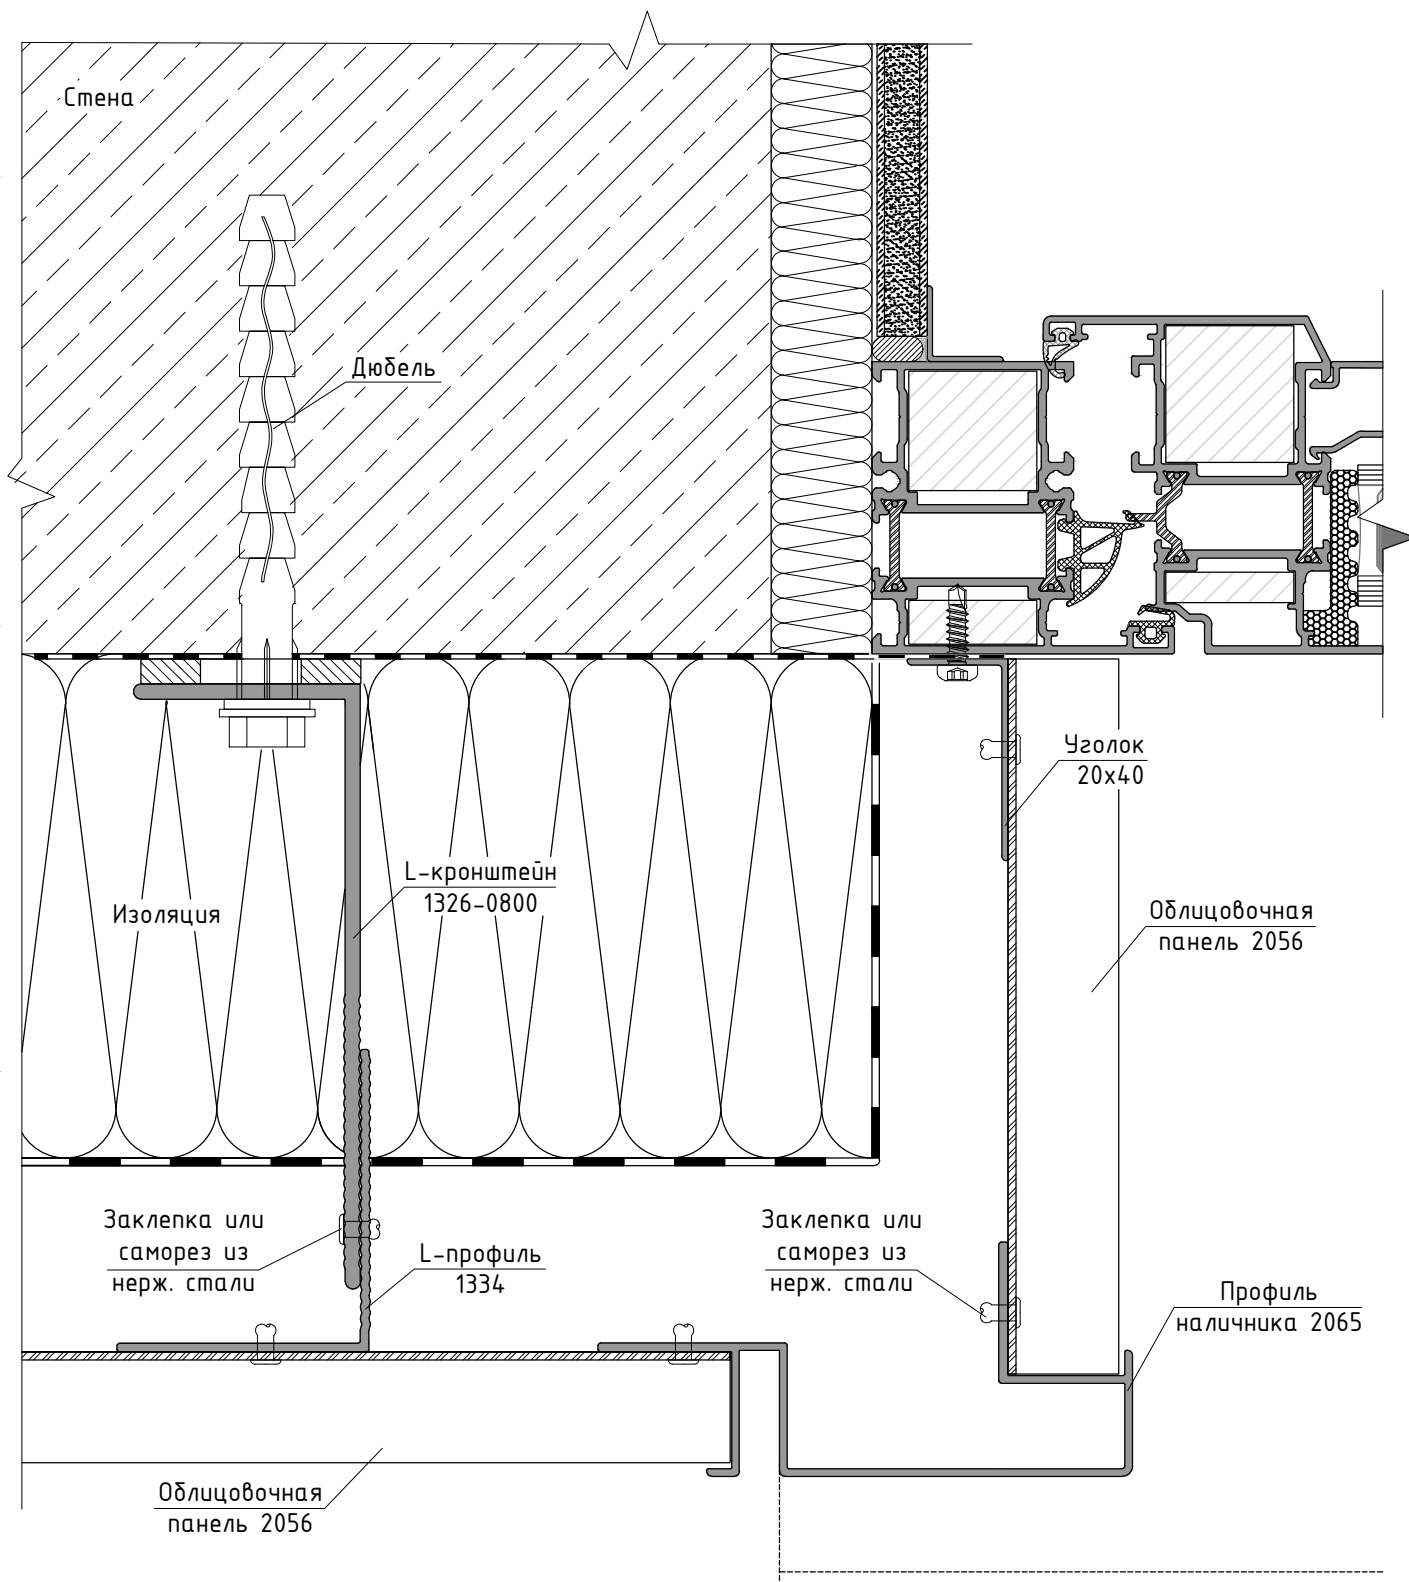 Стена
Дюбель
Уголок
20х40
L-кронштейн
1326-0800
Изоляция
Облицовочная
панель 2056
Заклепка или
саморез из
нерж. стали
L-профиль
1334
Заклепка или
саморез из
нерж. стали
Профиль
наличника 2065
Облицовочная
панель 2056